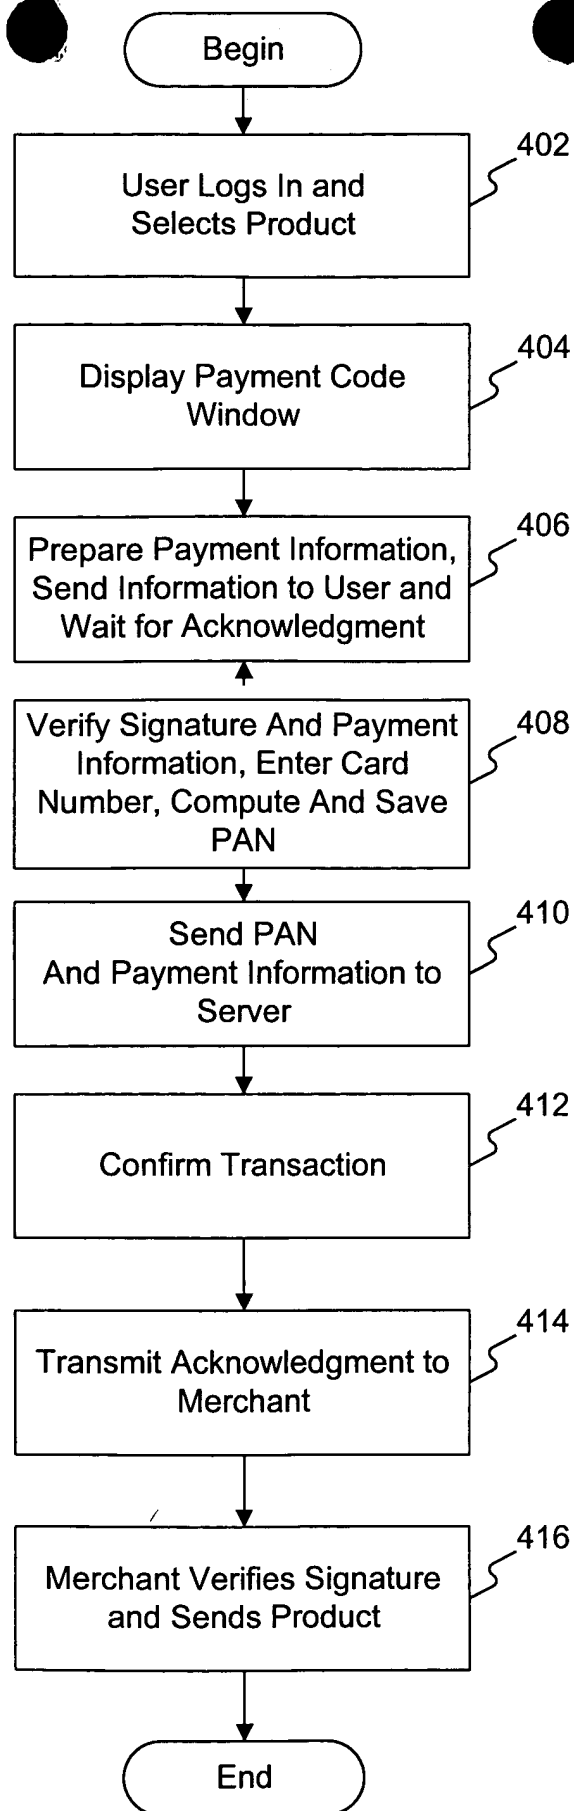 Begin
402
User Logs In and
Selects Product
404
Display Payment Code
Window
406
Prepare Payment Information,
Send Information to User and
Wait for Acknowledgment
408
Verify Signature And Payment
Information, Enter Card
Number, Compute And Save
PAN
410
Send PAN
And Payment Information to
Server
412
Confirm Transaction
414
Transmit Acknowledgment to
Merchant
416
Merchant Verifies Signature
and Sends Product
End